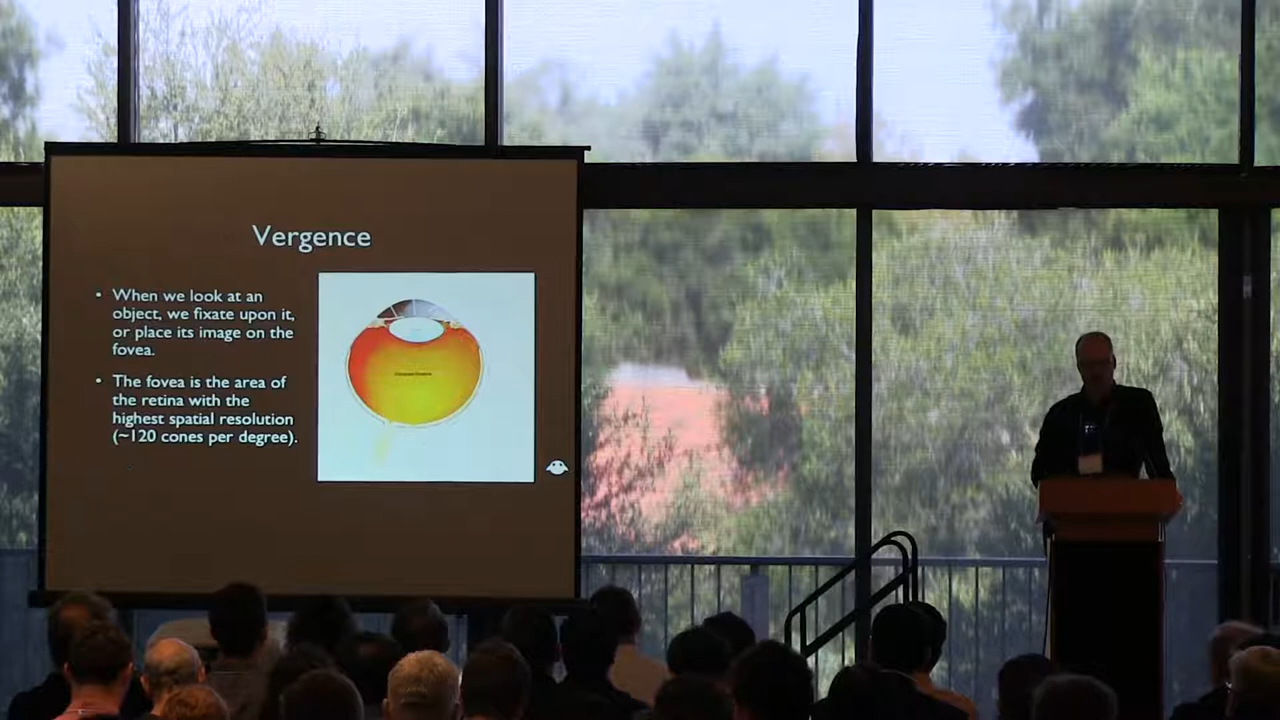 Vergence
• When we look at an
object, we fixate upon it,
or place its image on the
fovea.
• The fovea is the area of
the retina with the
highest spatial resolution
(~120 cones per degree).